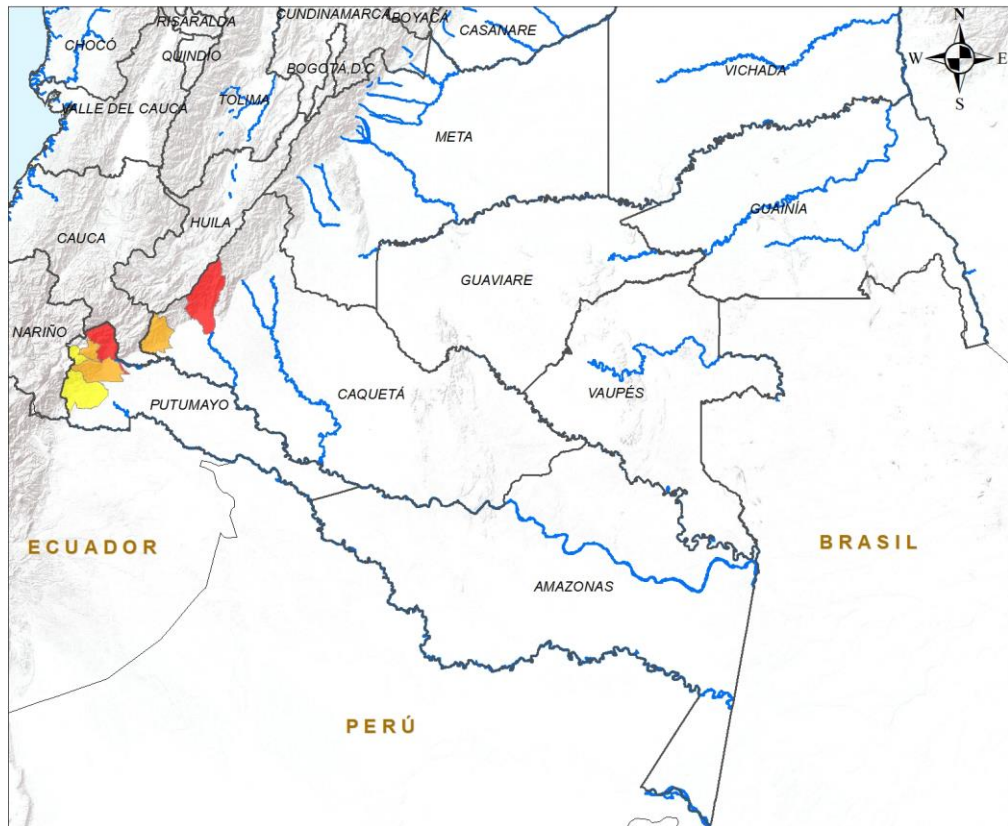 RISARALDA
CUNDINAMARCA
BOYACÁ
CASANARE
N
CHOCÓ
QUINDÍO
BOGOTÁ D.C
W
E
VICHADA
VALLE DEL CAUCA
TOLIMA
S
META
GUAINÍA
HUILA
CAUCA
GUAVIARE
NARIÑO
CAQUETÁ
VAUPÉS
PUTUMAYO
ECUADOR
BRASIL
AMAZONAS
PERÚ